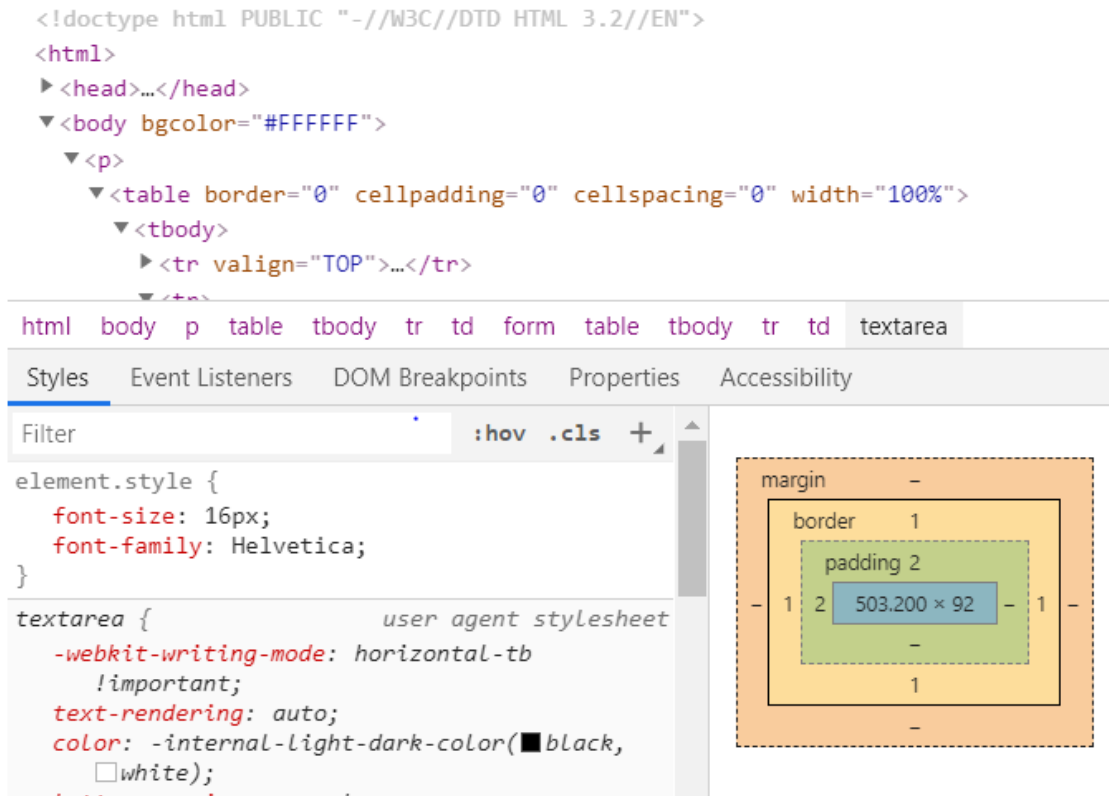 <!doctype html PUBLIC "-//W3C//DTD HTML 3.2//EN">
<html>
▶<head>…</head>
▼<body bgcolor="#FFFFFF">
▼<p>
▼<table border="0" cellpadding="0" cellspacing="0" width="100%">
▼<tbody>
▶<tr valign="TOP">…</tr>
▼<tr>
html body p table tbody tr td form table tbody tr td textarea
Styles Event Listeners DOM Breakpoints Properties Accessibility
Filter :hov .cls +
element.style {
font-size: 16px;
font-family: Helvetica;
}
textarea { user agent stylesheet
-webkit-writing-mode: horizontal-tb
!important;
text-rendering: auto;
color: -internal-light-dark-color(black,
white);
margin –
border 1
padding 2
– 1 2 503.200 × 92 – 1 –
–
1
–